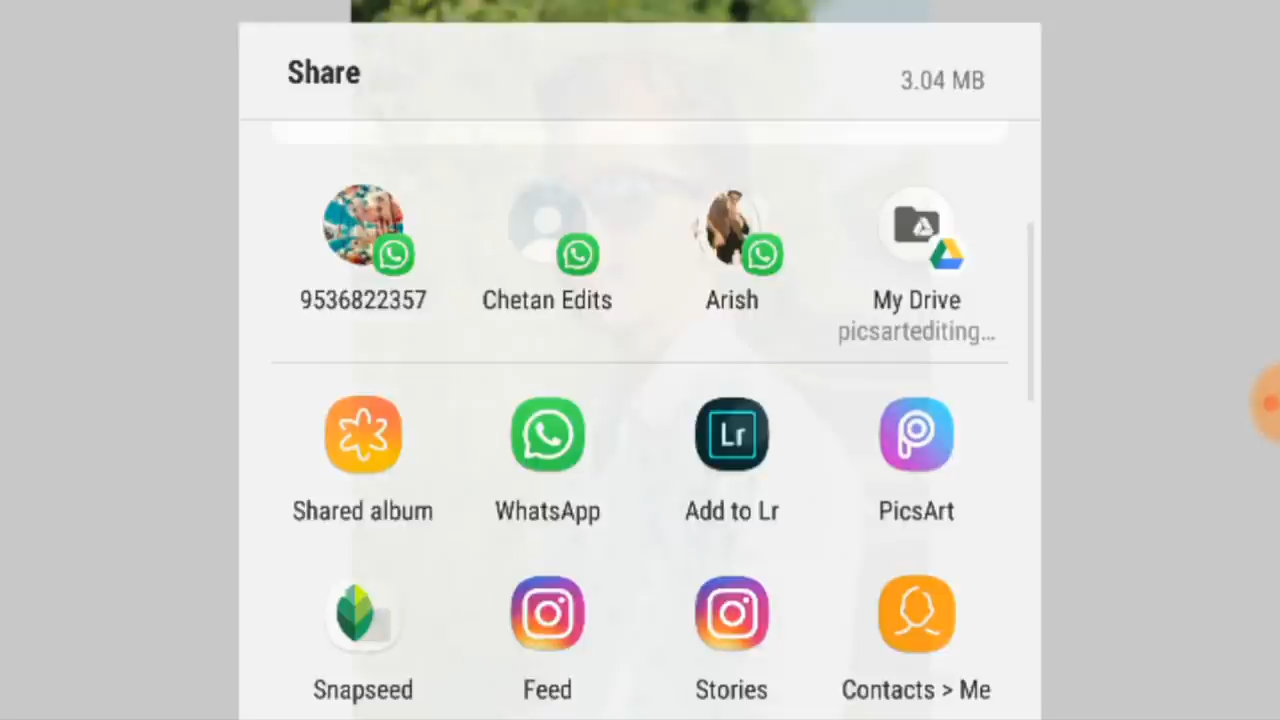 Share
3.04 MB
9536822357
Chetan Edits
Arish
My Drive
picsartediting...
Shared album
WhatsApp
Lr
Add to Lr
PicsArt
Snapseed
Feed
Stories
Contacts > Me